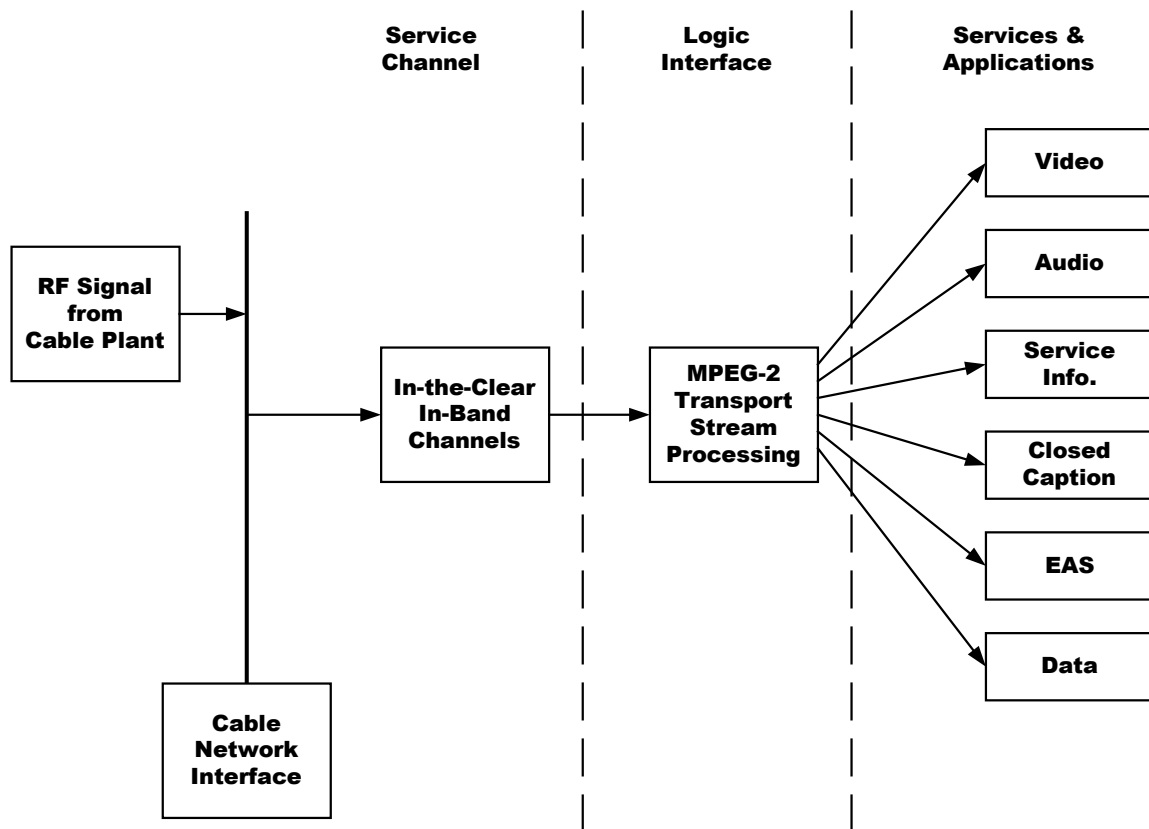 Service
Channel
Logic
Interface
Services &
Applications
RF Signal
from
Cable Plant
Cable
Network
Interface
In-the-Clear
In-Band
Channels
MPEG-2
Transport
Stream
Processing
Video
Audio
Service
Info.
Closed
Caption
EAS
Data